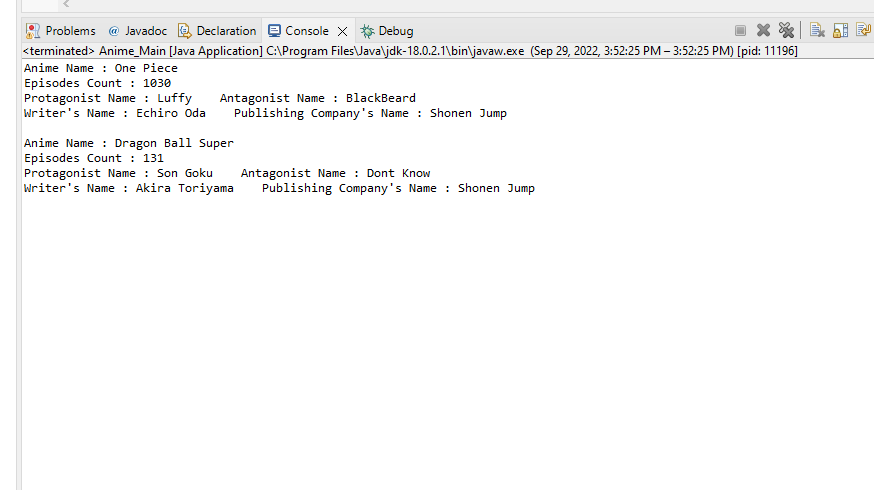 Problems @ Javadoc Declaration Console Debug
<terminated> Anime_Main [Java Application] C:\Program Files\Java\jdk-18.0.2.1\bin\javaw.exe (Sep 29, 2022, 3:52:25 PM – 3:52:25 PM) [pid: 11196]
Anime Name : One Piece
Episodes Count : 1030
Protagonist Name : Luffy    Antagonist Name : BlackBeard
Writer's Name : Echiro Oda    Publishing Company's Name : Shonen Jump

Anime Name : Dragon Ball Super
Episodes Count : 131
Protagonist Name : Son Goku    Antagonist Name : Dont Know
Writer's Name : Akira Toriyama    Publishing Company's Name : Shonen Jump